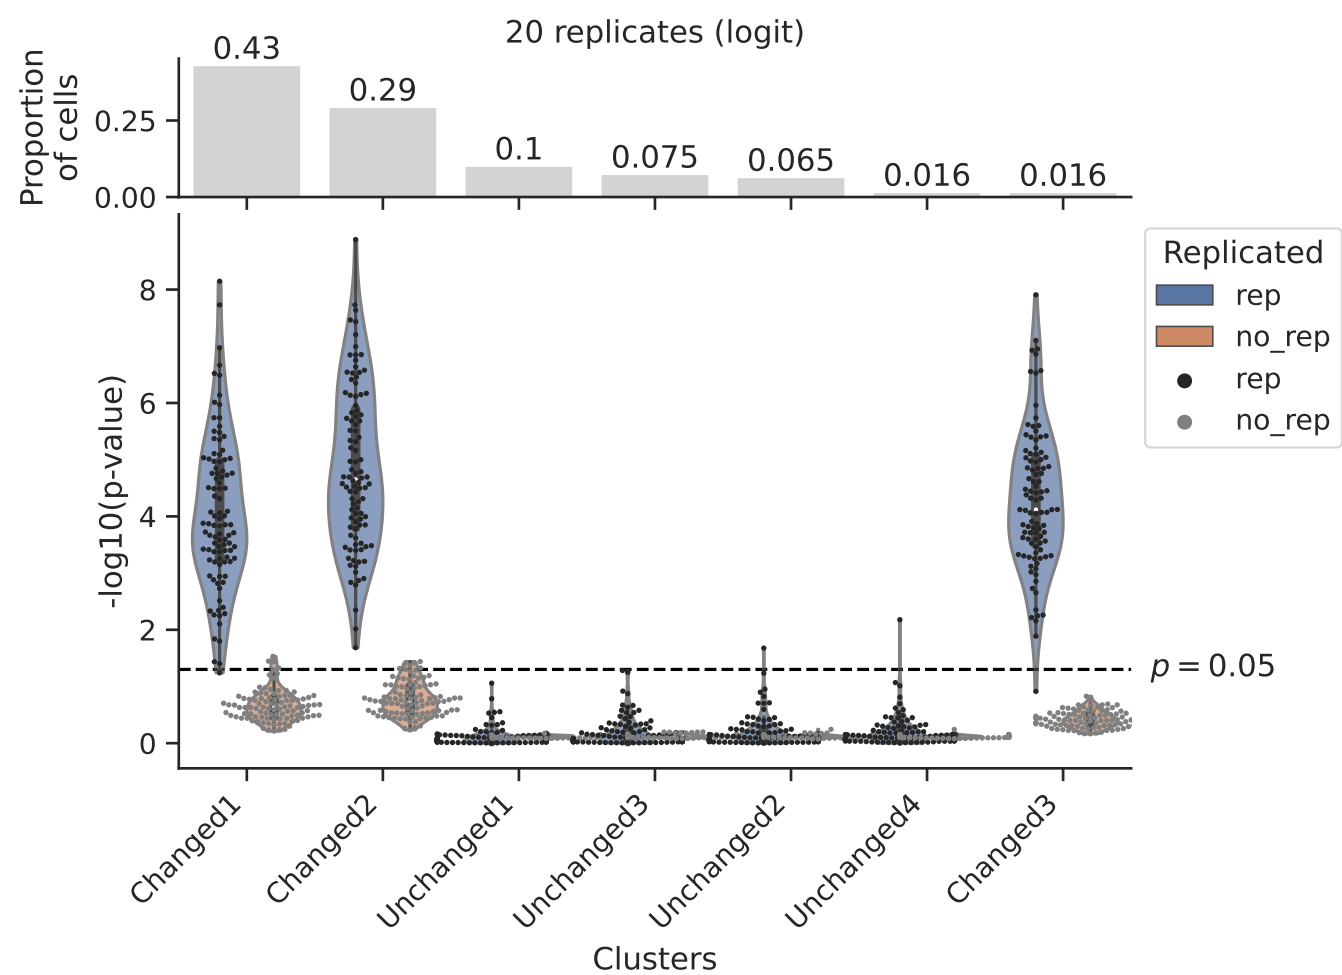 20 replicates (logit)
Proportion
of cells
0.25
0.00
0.43
0.29
0.1
0.075
0.065
0.016
0.016
-log10(p-value)
8
6
4
2
0
p = 0.05
Replicated
rep
no_rep
rep
no_rep
Changed1
Changed2
Unchanged1
Unchanged3
Unchanged2
Unchanged4
Changed3
Clusters